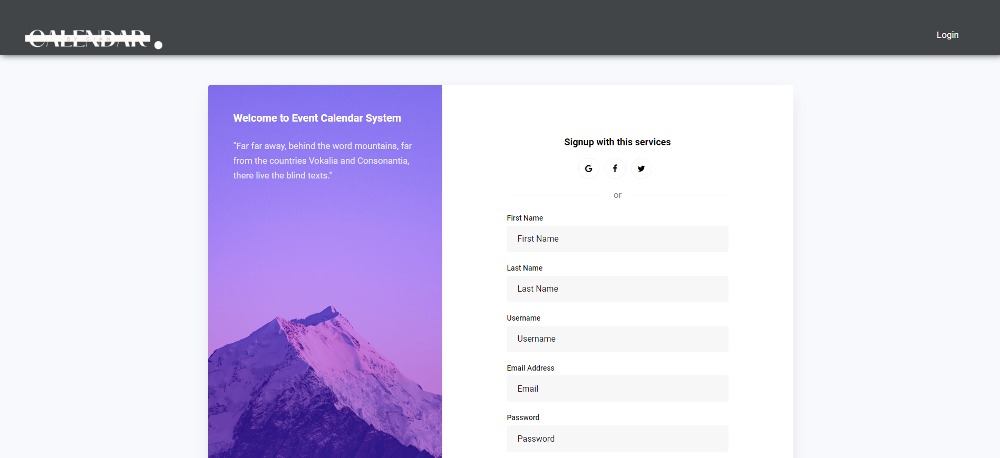 CALENDAR
BY GIAN
Login
Welcome to Event Calendar System
"Far far away, behind the word mountains, far
from the countries Vokalia and Consonantia,
there live the blind texts."
Signup with this services
or
First Name
First Name
Last Name
Last Name
Username
Username
Email Address
Email
Password
Password